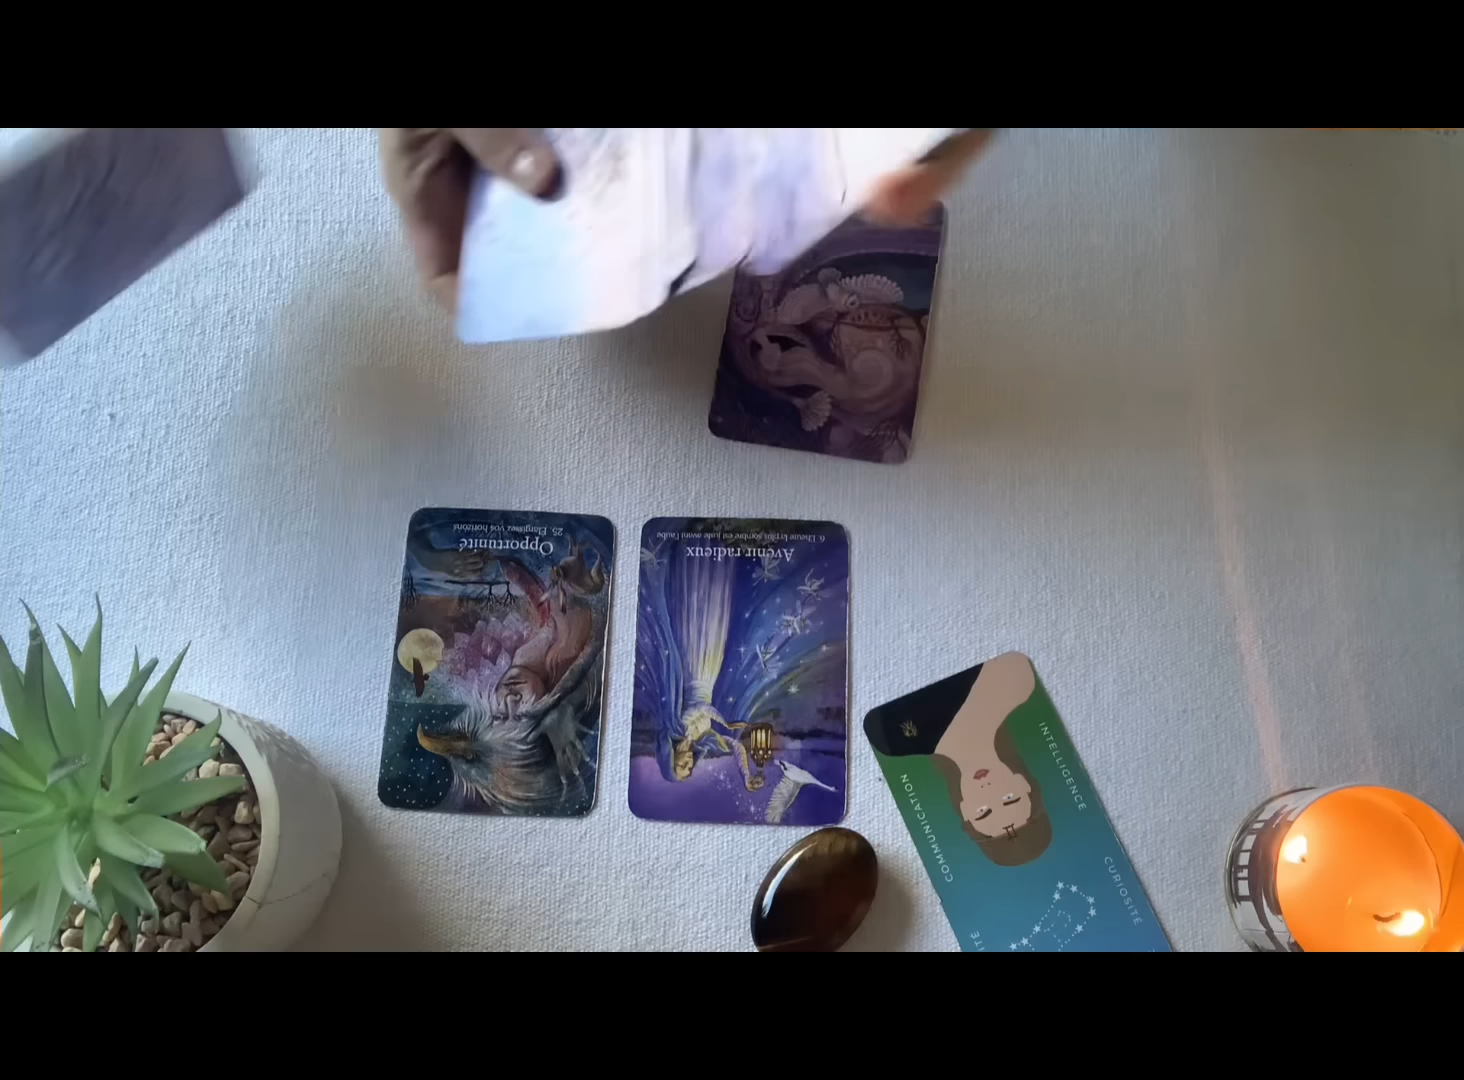 25. Élargissez vos horizons
Opportunité
6. L'heure la plus sombre est juste avant l'aube
Avenir radieux
INTELLIGENCE
COMMUNICATION
CURIOSITÉ
ITÉ